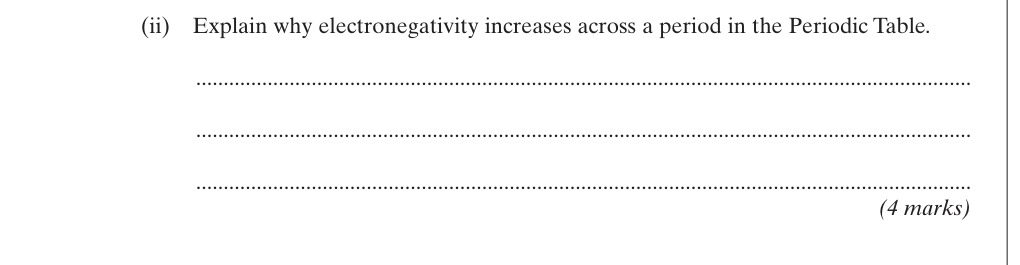 (ii) Explain why electronegativity increases across a period in the Periodic Table.
(4 marks)